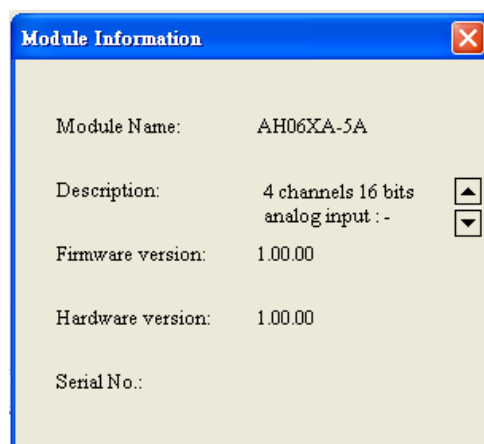 Module Information
Module Name: AH06XA-5A
Description: 4 channels 16 bits
analog input : -
Firmware version: 1.00.00
Hardware version: 1.00.00
Serial No.: